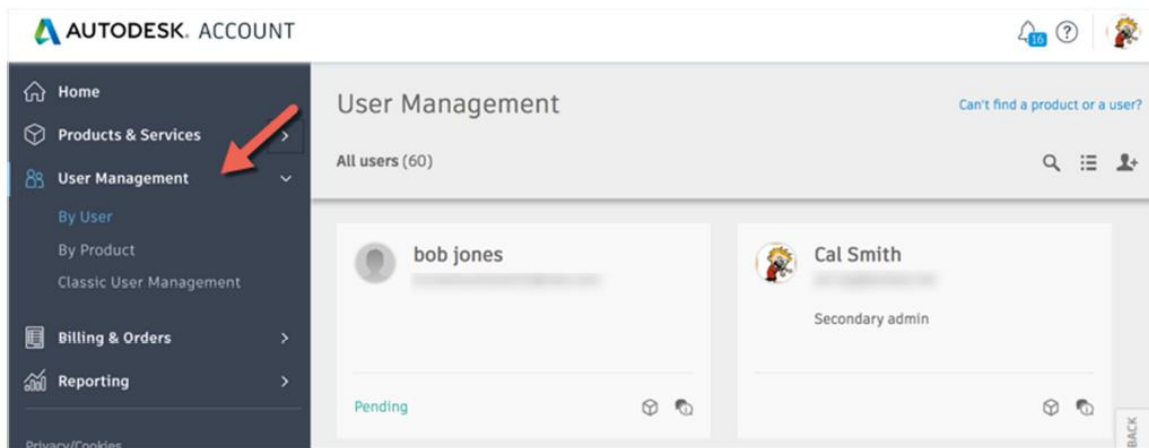 AUTODESK. ACCOUNT
16
?
Home
Products & Services
User Management
By User
By Product
Classic User Management
Billing & Orders
Reporting
Privacy/Cookies
User Management
Can't find a product or a user?
All users (60)
bob jones
Pending
Cal Smith
Secondary admin
BACK